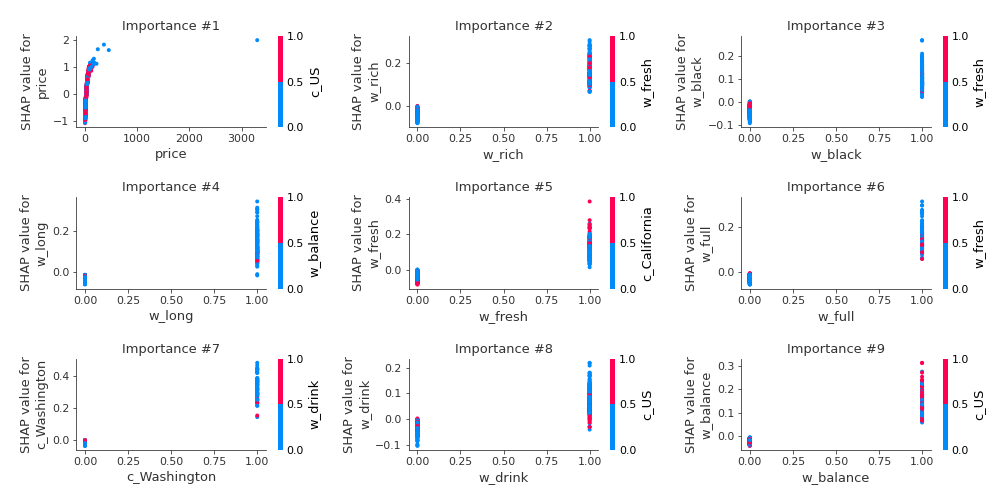 Importance #1
SHAP value for
price
2
1
0
−1
0
1000
2000
3000
price
1.0
0.5
0.0
c_US
Importance #2
SHAP value for
w_rich
0.2
0.0
0.00
0.25
0.50
0.75
1.00
w_rich
1.0
0.5
0.0
w_fresh
Importance #3
SHAP value for
w_black
0.2
0.1
0.0
−0.1
0.00
0.25
0.50
0.75
1.00
w_black
1.0
0.5
0.0
w_fresh
Importance #4
SHAP value for
w_long
0.2
0.0
0.00
0.25
0.50
0.75
1.00
w_long
1.0
0.5
0.0
w_balance
Importance #5
SHAP value for
w_fresh
0.4
0.2
0.0
0.00
0.25
0.50
0.75
1.00
w_fresh
1.0
0.5
0.0
c_California
Importance #6
SHAP value for
w_full
0.2
0.0
0.00
0.25
0.50
0.75
1.00
w_full
1.0
0.5
0.0
w_fresh
Importance #7
SHAP value for
c_Washington
0.4
0.2
0.0
0.00
0.25
0.50
0.75
1.00
c_Washington
1.0
0.5
0.0
w_drink
Importance #8
SHAP value for
w_drink
0.2
0.1
0.0
−0.1
0.00
0.25
0.50
0.75
1.00
w_drink
1.0
0.5
0.0
c_US
Importance #9
SHAP value for
w_balance
0.3
0.2
0.1
0.0
0.00
0.25
0.50
0.75
1.00
w_balance
1.0
0.5
0.0
c_US